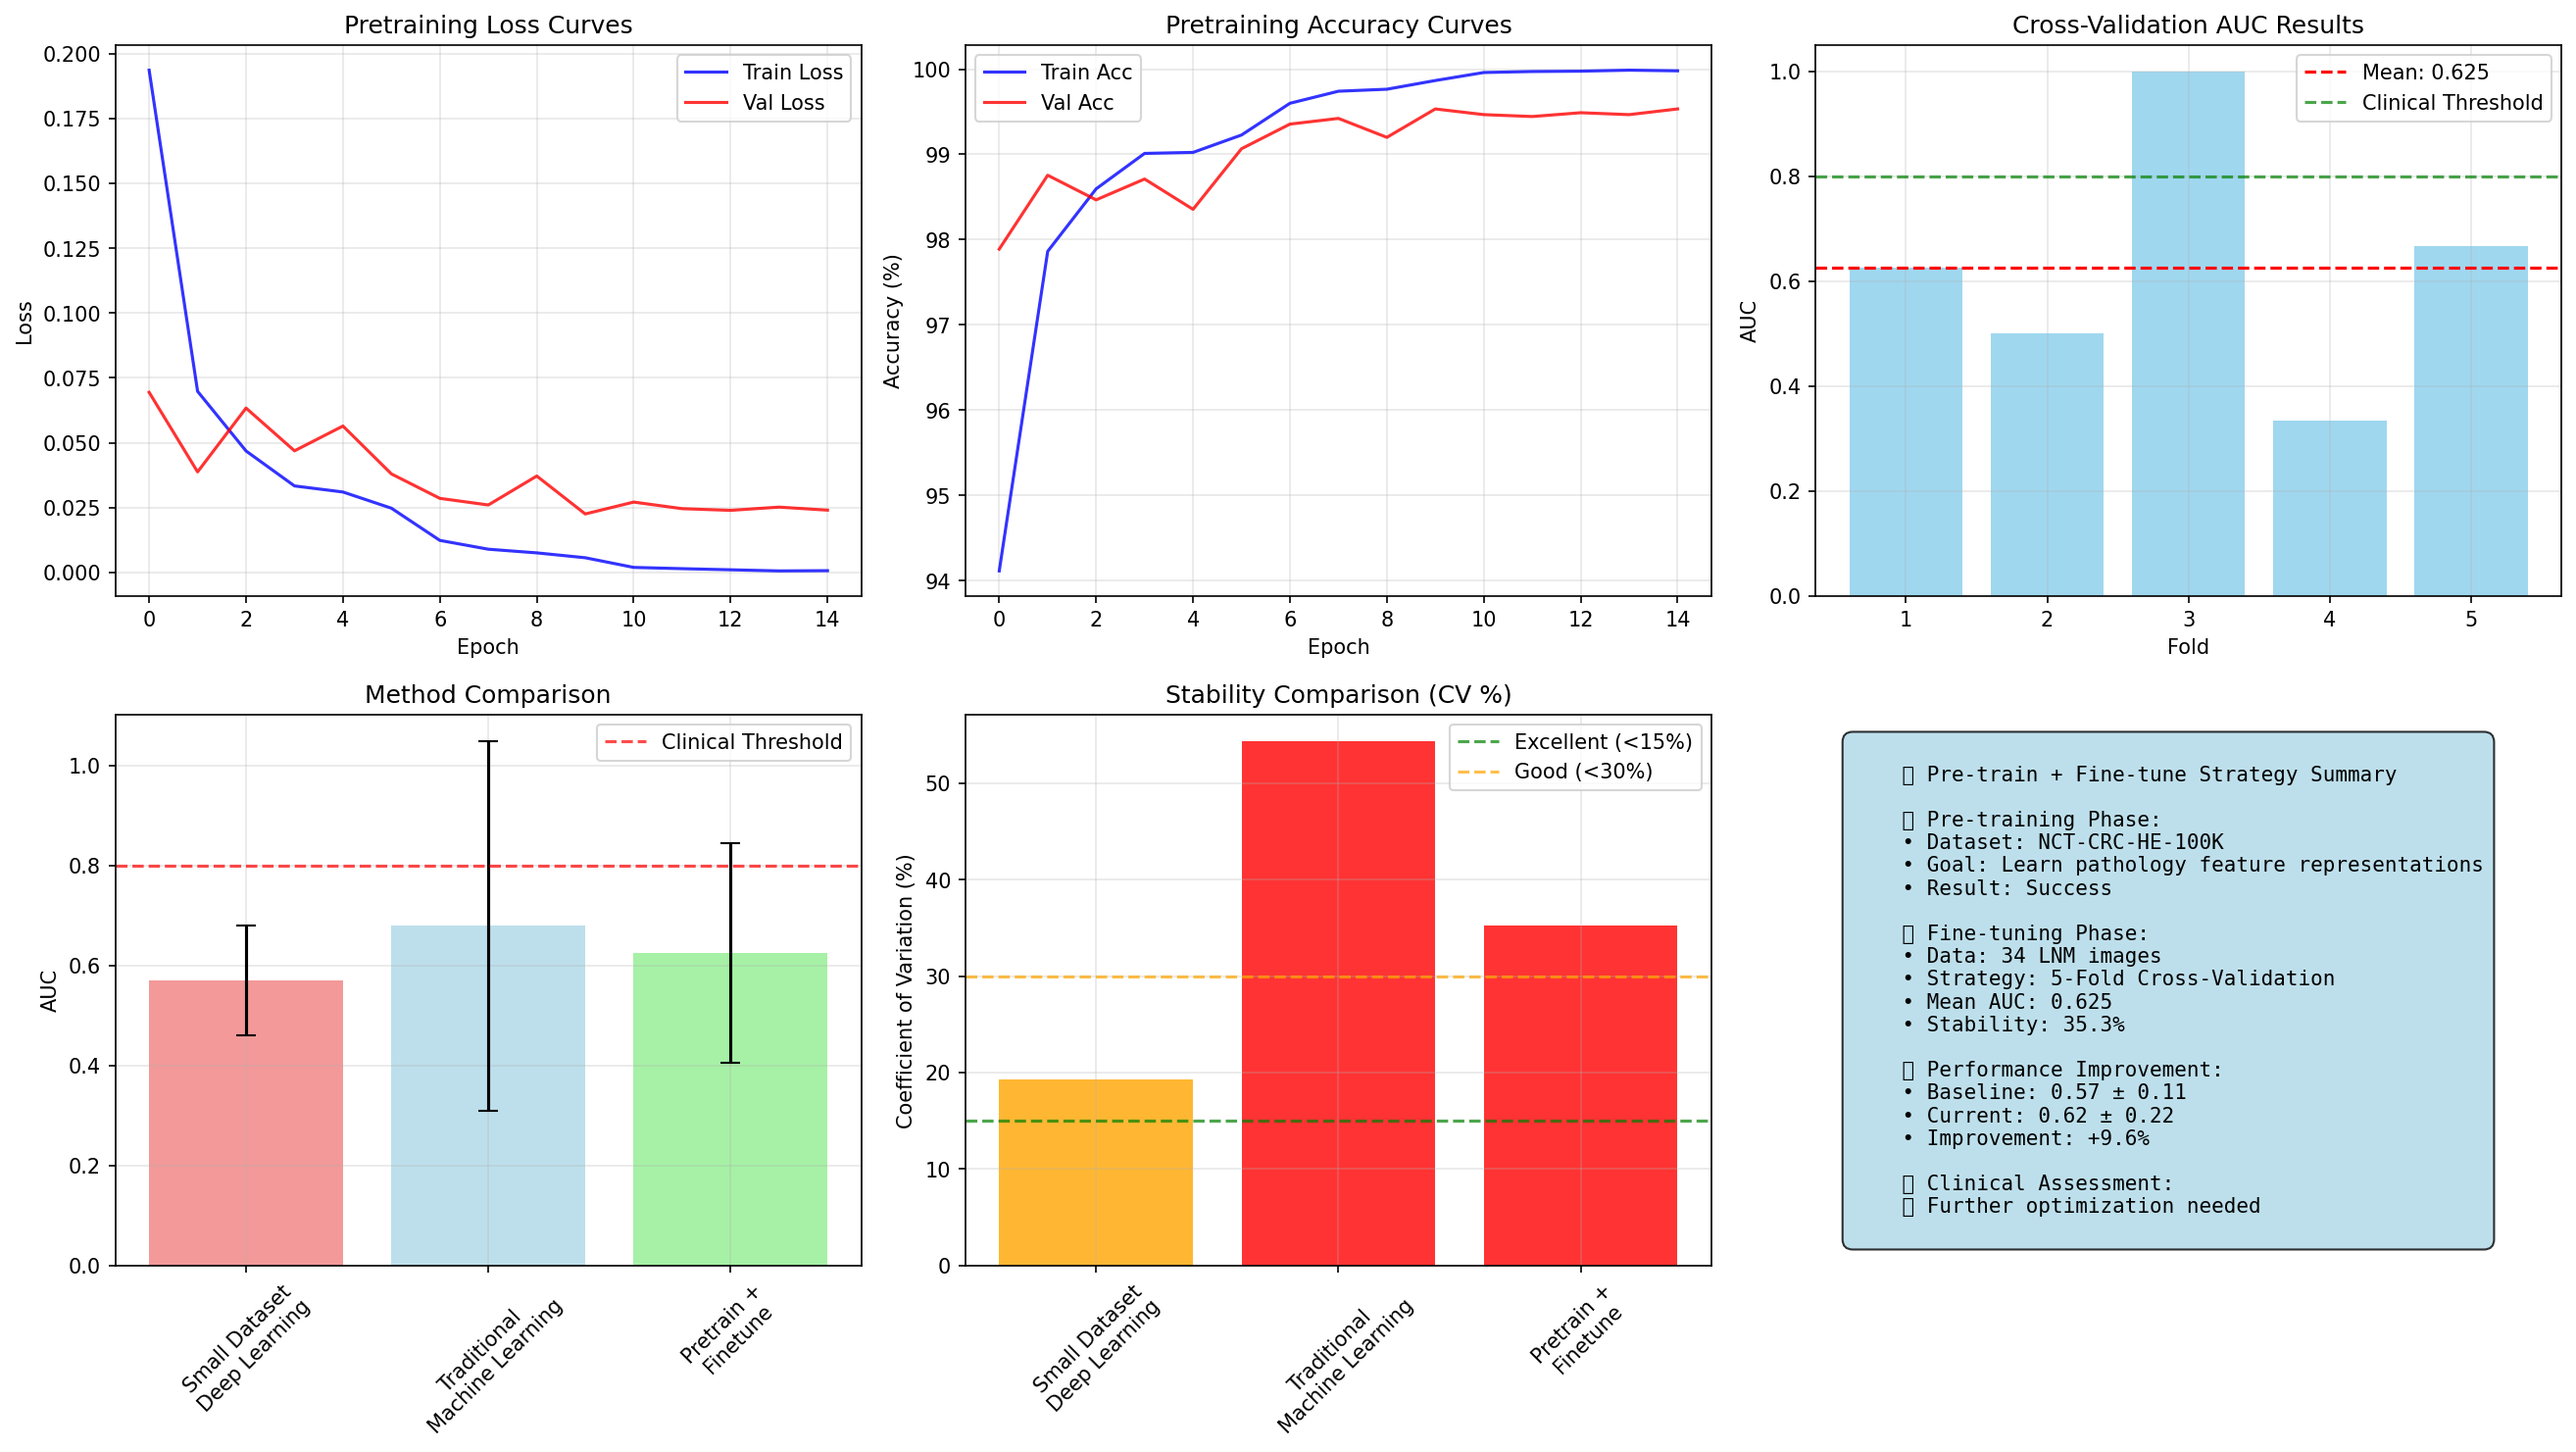 Pretraining Loss Curves
0.200
0.175
0.150
0.125
0.100
0.075
0.050
0.025
0.000
Loss
Train Loss
Val Loss
0 2 4 6 8 10 12 14
Epoch
Pretraining Accuracy Curves
100
99
98
97
96
95
94
Accuracy (%)
Train Acc
Val Acc
0 2 4 6 8 10 12 14
Epoch
Cross-Validation AUC Results
1.0
0.8
0.6
0.4
0.2
0.0
AUC
Mean: 0.625
Clinical Threshold
1 2 3 4 5
Fold
Method Comparison
1.0
0.8
0.6
0.4
0.2
0.0
AUC
Clinical Threshold
Small Dataset
Deep Learning
Traditional
Machine Learning
Pretrain +
Finetune
Stability Comparison (CV %)
50
40
30
20
10
0
Coefficient of Variation (%)
Excellent (<15%)
Good (<30%)
Small Dataset
Deep Learning
Traditional
Machine Learning
Pretrain +
Finetune
Pre-train + Fine-tune Strategy Summary
Pre-training Phase:
• Dataset: NCT-CRC-HE-100K
• Goal: Learn pathology feature representations
• Result: Success
Fine-tuning Phase:
• Data: 34 LNM images
• Strategy: 5-Fold Cross-Validation
• Mean AUC: 0.625
• Stability: 35.3%
Performance Improvement:
• Baseline: 0.57 ± 0.11
• Current: 0.62 ± 0.22
• Improvement: +9.6%
Clinical Assessment:
Further optimization needed